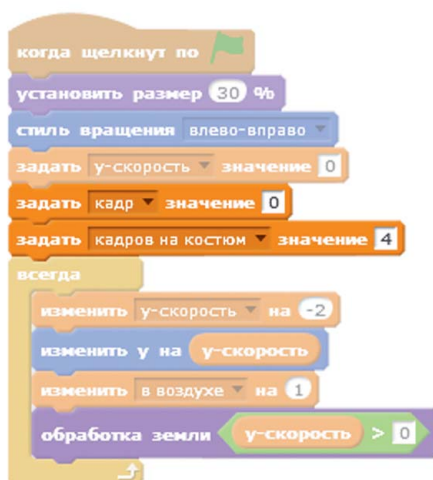 когда щелкнут по
установить размер 30 %
стиль вращения влево-вправо
задать у-скорость значение 0
задать кадр значение 0
задать кадров на костюм значение 4
всегда
изменить у-скорость на -2
изменить у на у-скорость
изменить в воздухе на 1
обработка земли у-скорость > 0